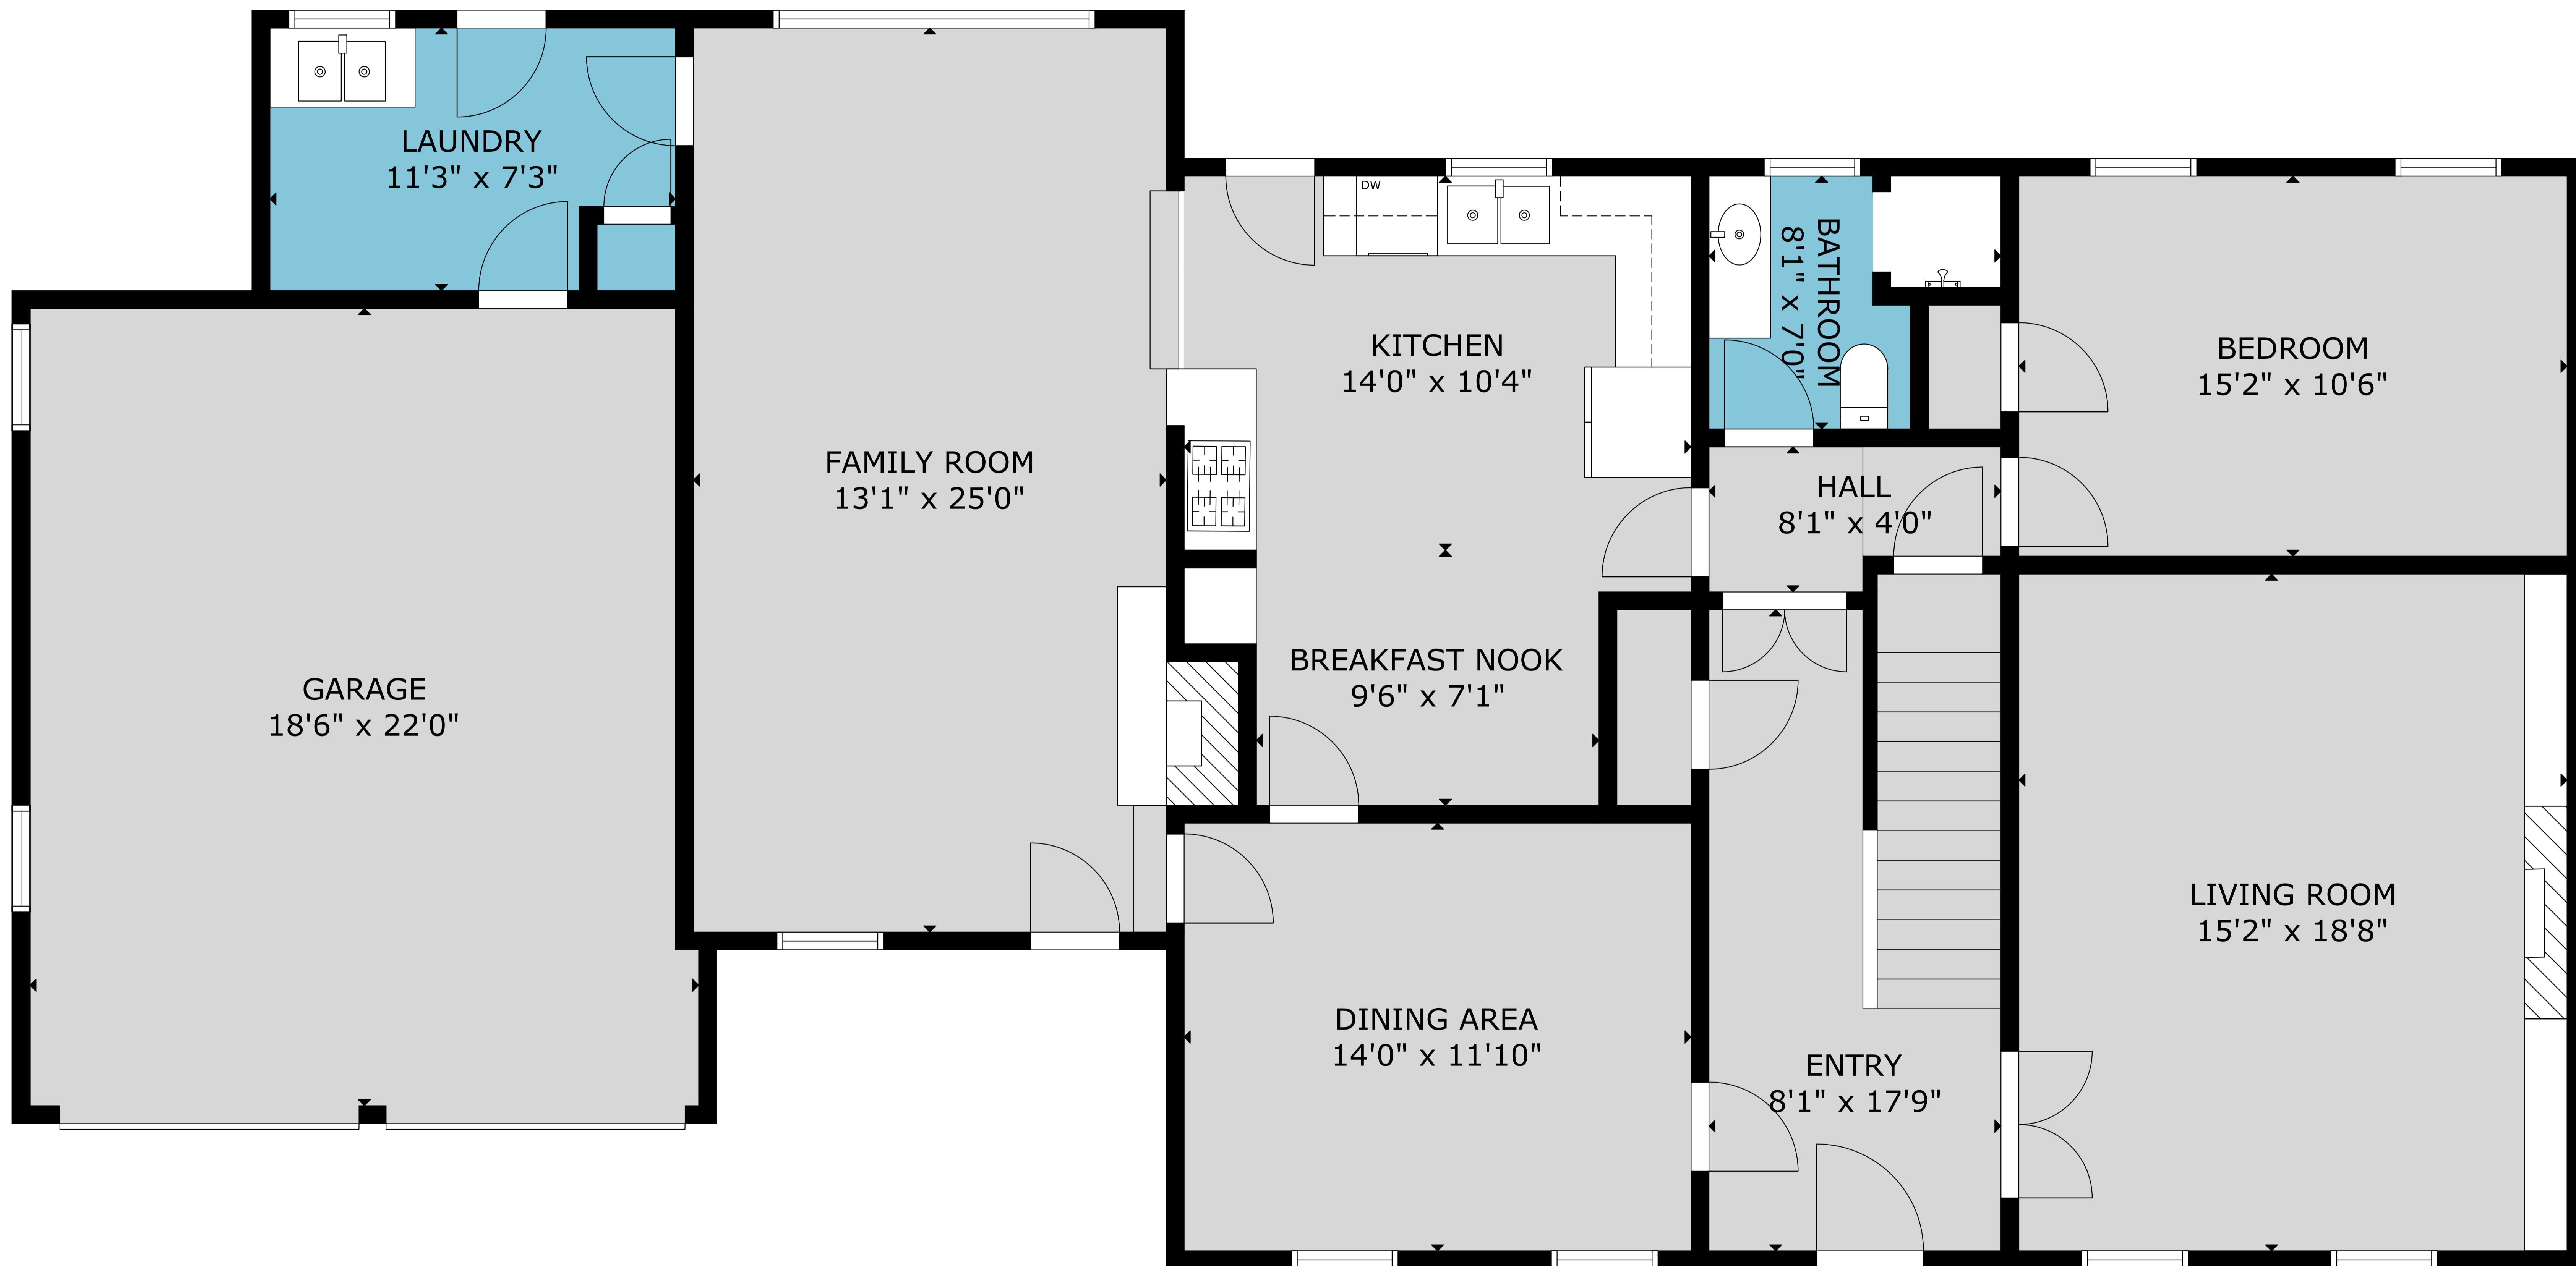 LAUNDRY
11'3" x 7'3"
DW
BATHROOM
8'1" x 7'0"
KITCHEN
14'0" x 10'4"
BEDROOM
15'2" x 10'6"
FAMILY ROOM
13'1" x 25'0"
HALL
8'1" x 4'0"
GARAGE
18'6" x 22'0"
BREAKFAST NOOK
9'6" x 7'1"
LIVING ROOM
15'2" x 18'8"
DINING AREA
14'0" x 11'10"
ENTRY
8'1" x 17'9"